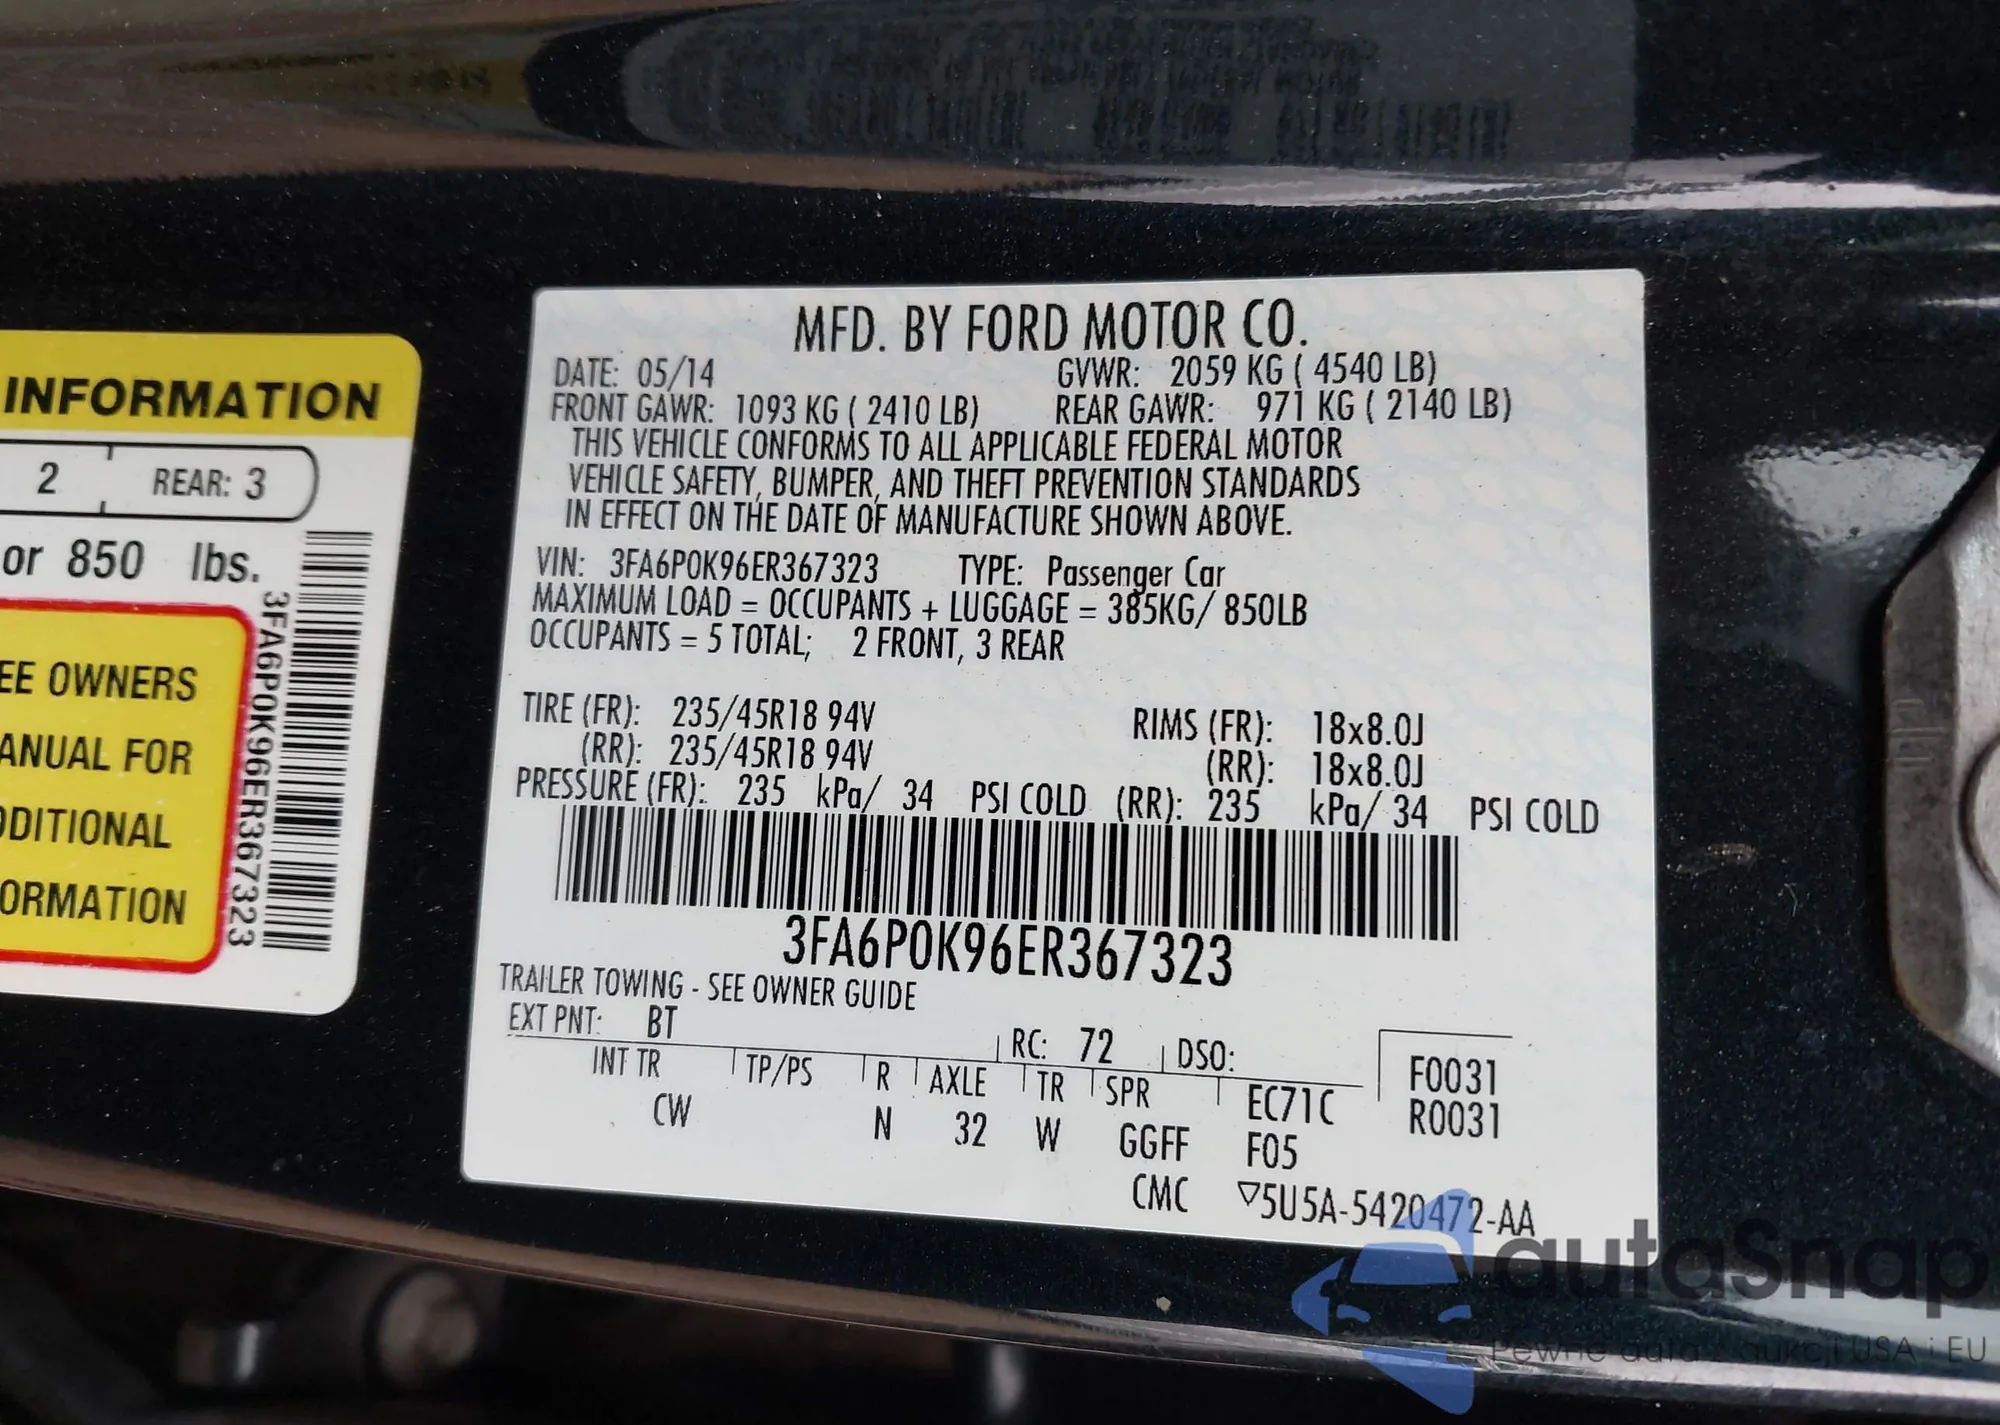 INFORMATION
2 REAR: 3
or 850 lbs.
3FA6P0K96ER367323
EE OWNERS
ANUAL FOR
DDITIONAL
ORMATION
MFD. BY FORD MOTOR CO.
DATE: 05/14 GVWR: 2059 KG ( 4540 LB)
FRONT GAWR: 1093 KG ( 2410 LB) REAR GAWR: 971 KG ( 2140 LB)
THIS VEHICLE CONFORMS TO ALL APPLICABLE FEDERAL MOTOR
VEHICLE SAFETY, BUMPER, AND THEFT PREVENTION STANDARDS
IN EFFECT ON THE DATE OF MANUFACTURE SHOWN ABOVE.
VIN: 3FA6P0K96ER367323 TYPE: Passenger Car
MAXIMUM LOAD = OCCUPANTS + LUGGAGE = 385KG/ 850LB
OCCUPANTS = 5 TOTAL; 2 FRONT, 3 REAR
TIRE (FR): 235/45R18 94V RIMS (FR): 18x8.0J
(RR): 235/45R18 94V (RR): 18x8.0J
PRESSURE (FR): 235 kPa/ 34 PSI COLD (RR): 235 kPa/ 34 PSI COLD
3FA6P0K96ER367323
TRAILER TOWING - SEE OWNER GUIDE
EXT PNT: BT RC: 72 DSO: F0031
INT TR TP/PS R AXLE TR SPR EC71C R0031
CW N 32 W GGFF F05
CMC ▽5U5A-5420472-AA
autaSnap
Pewne auta z aukcji USA i EU